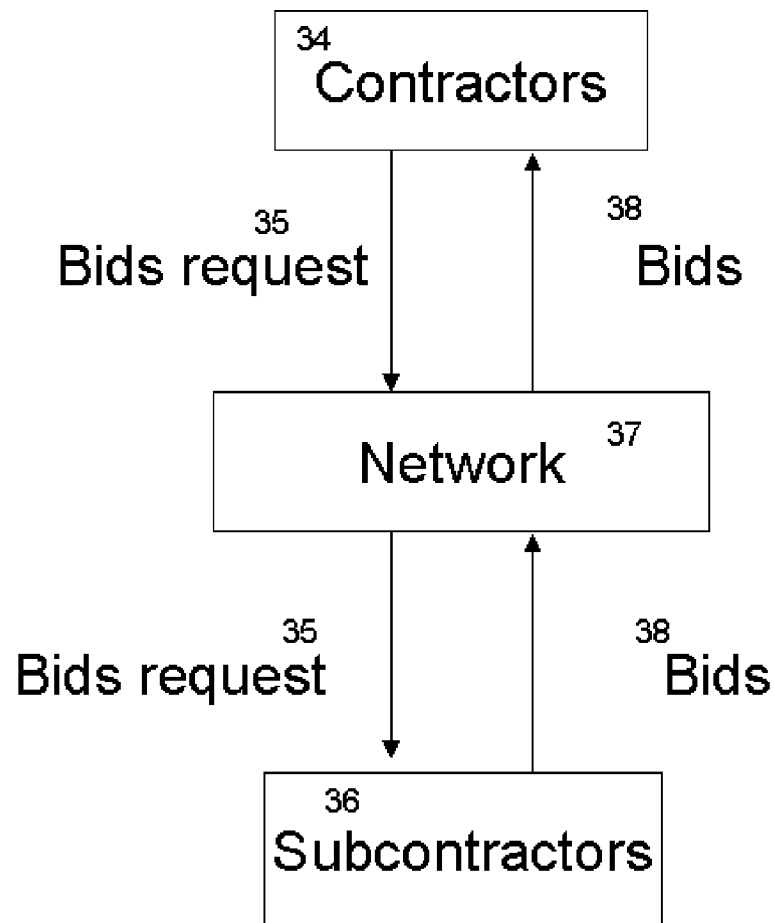 34
Contractors
35
Bids request
38
Bids
37
Network
35
Bids request
38
Bids
36
Subcontractors